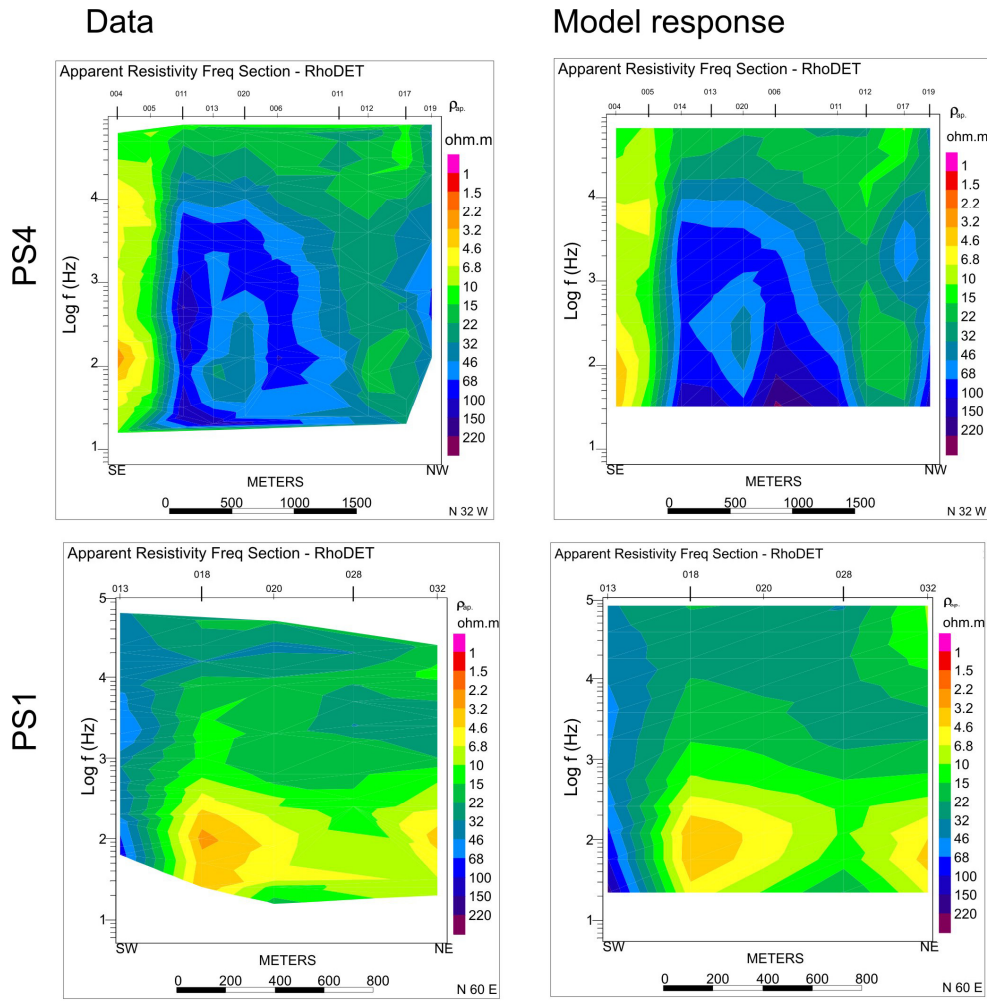 Data
Model response
PS4
Apparent Resistivity Freq Section - RhoDET
004 005 011 013 020 006 011 012 017 019
ρap.
ohm.m
Log f (Hz)
4
3
2
1
1
1.5
2.2
3.2
4.6
6.8
10
15
22
32
46
68
100
150
220
SE
NW
METERS
0 500 1000 1500
N 32 W
Apparent Resistivity Freq Section - RhoDET
004 005 014 013 020 006 011 012 017 019
ρap.
ohm.m
Log f (Hz)
4
3
2
1
1
1.5
2.2
3.2
4.6
6.8
10
15
22
32
46
68
100
150
220
SE
NW
METERS
0 500 1000 1500
N 32 W
PS1
Apparent Resistivity Freq Section - RhoDET
013 018 020 028 032
ρap.
ohm.m
Log f (Hz)
5
4
3
2
1
1
1.5
2.2
3.2
4.6
6.8
10
15
22
32
46
68
100
150
220
SW
NE
METERS
0 200 400 600 800
N 60 E
Apparent Resistivity Freq Section - RhoDET
013 018 020 028 032
ρap.
ohm.m
Log f (Hz)
5
4
3
2
1
1
1.5
2.2
3.2
4.6
6.8
10
15
22
32
46
68
100
150
220
SW
NE
METERS
0 200 400 600 800
N 60 E